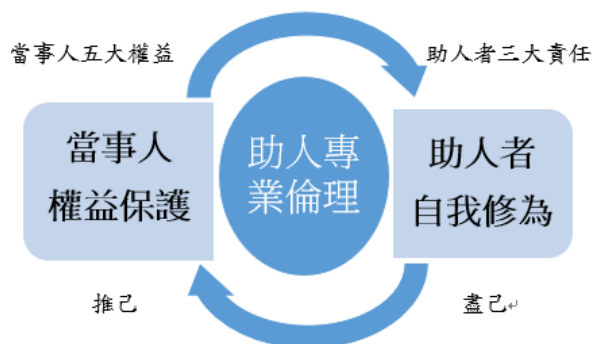 當事人五大權益
助人者三大責任
當事人
權益保護
助人專
業倫理
助人者
自我修為
推己
盡己